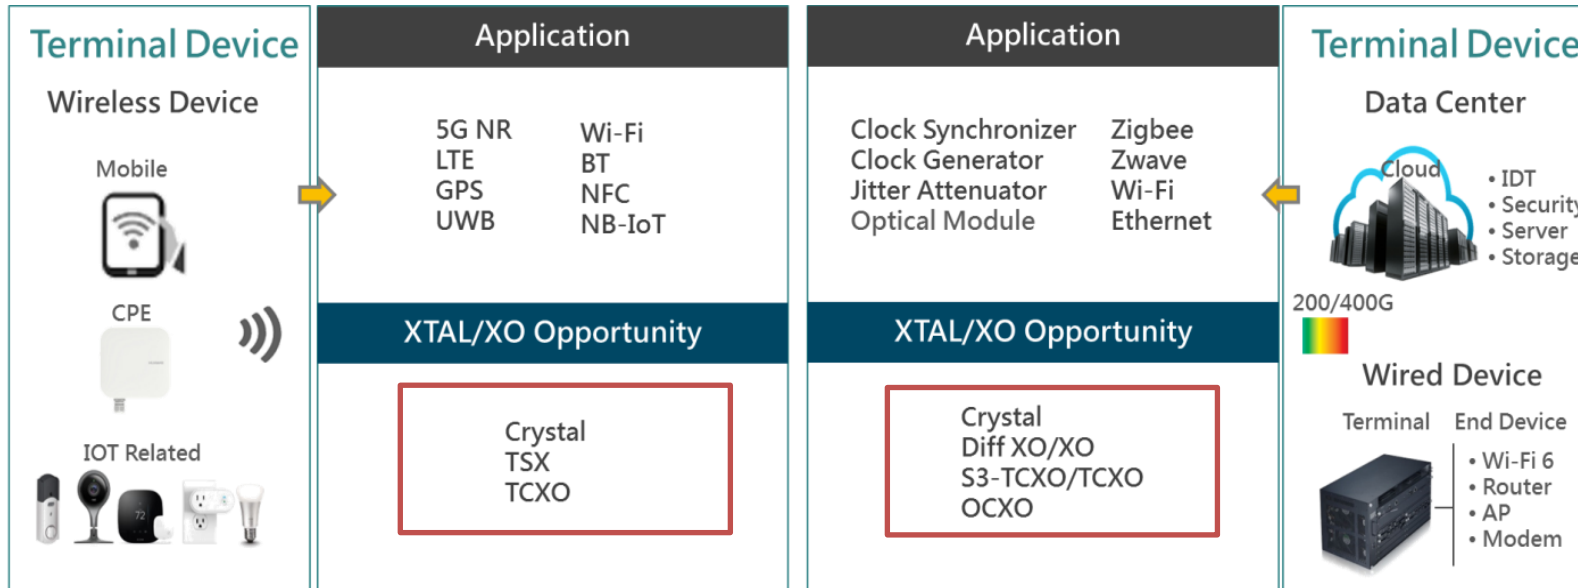 Terminal Device
Wireless Device
Mobile
CPE
IOT Related
72
Application
5G NR
LTE
GPS
UWB
Wi-Fi
BT
NFC
NB-IoT
XTAL/XO Opportunity
Crystal
TSX
TCXO
Application
Clock Synchronizer
Clock Generator
Jitter Attenuator
Optical Module
Zigbee
Zwave
Wi-Fi
Ethernet
XTAL/XO Opportunity
Crystal
Diff XO/XO
S3-TCXO/TCXO
OCXO
Terminal Device
Data Center
Cloud
• IDT
• Security
• Server
• Storage
200/400G
Wired Device
Terminal
End Device
• Wi-Fi 6
• Router
• AP
• Modem